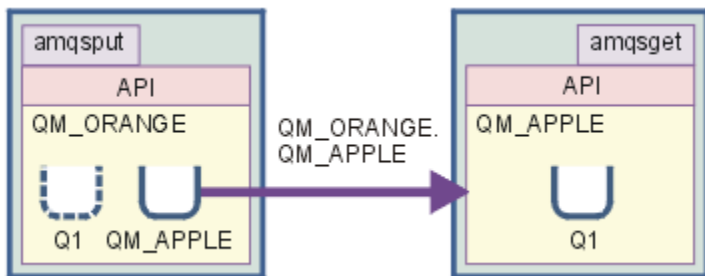 amqsput
API
QM_ORANGE
Q1 QM_APPLE
QM_ORANGE.
QM_APPLE
amqsget
API
QM_APPLE
Q1